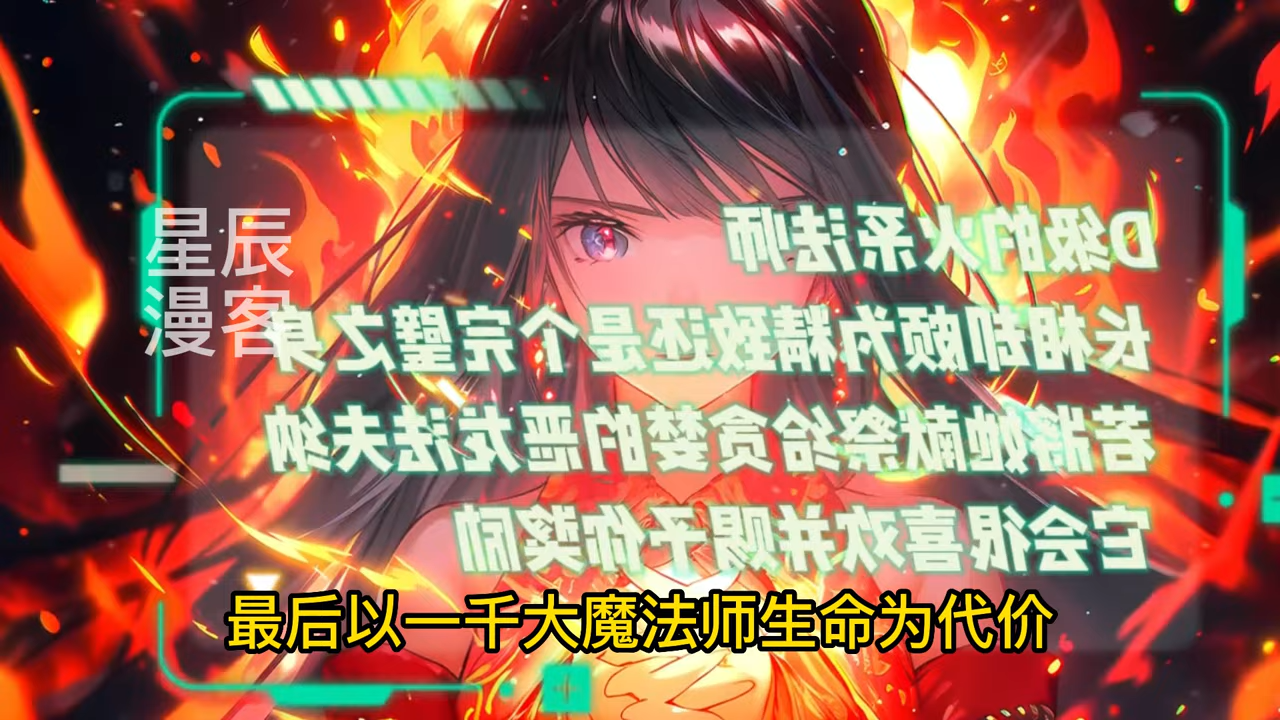 星辰
漫客
D级的火系法师
长相却颇为精致还是个完璧之身
若将她献祭给贪婪的恶龙法夫纳
它会很喜欢并赐予你奖励
最后以一千大魔法师生命为代价